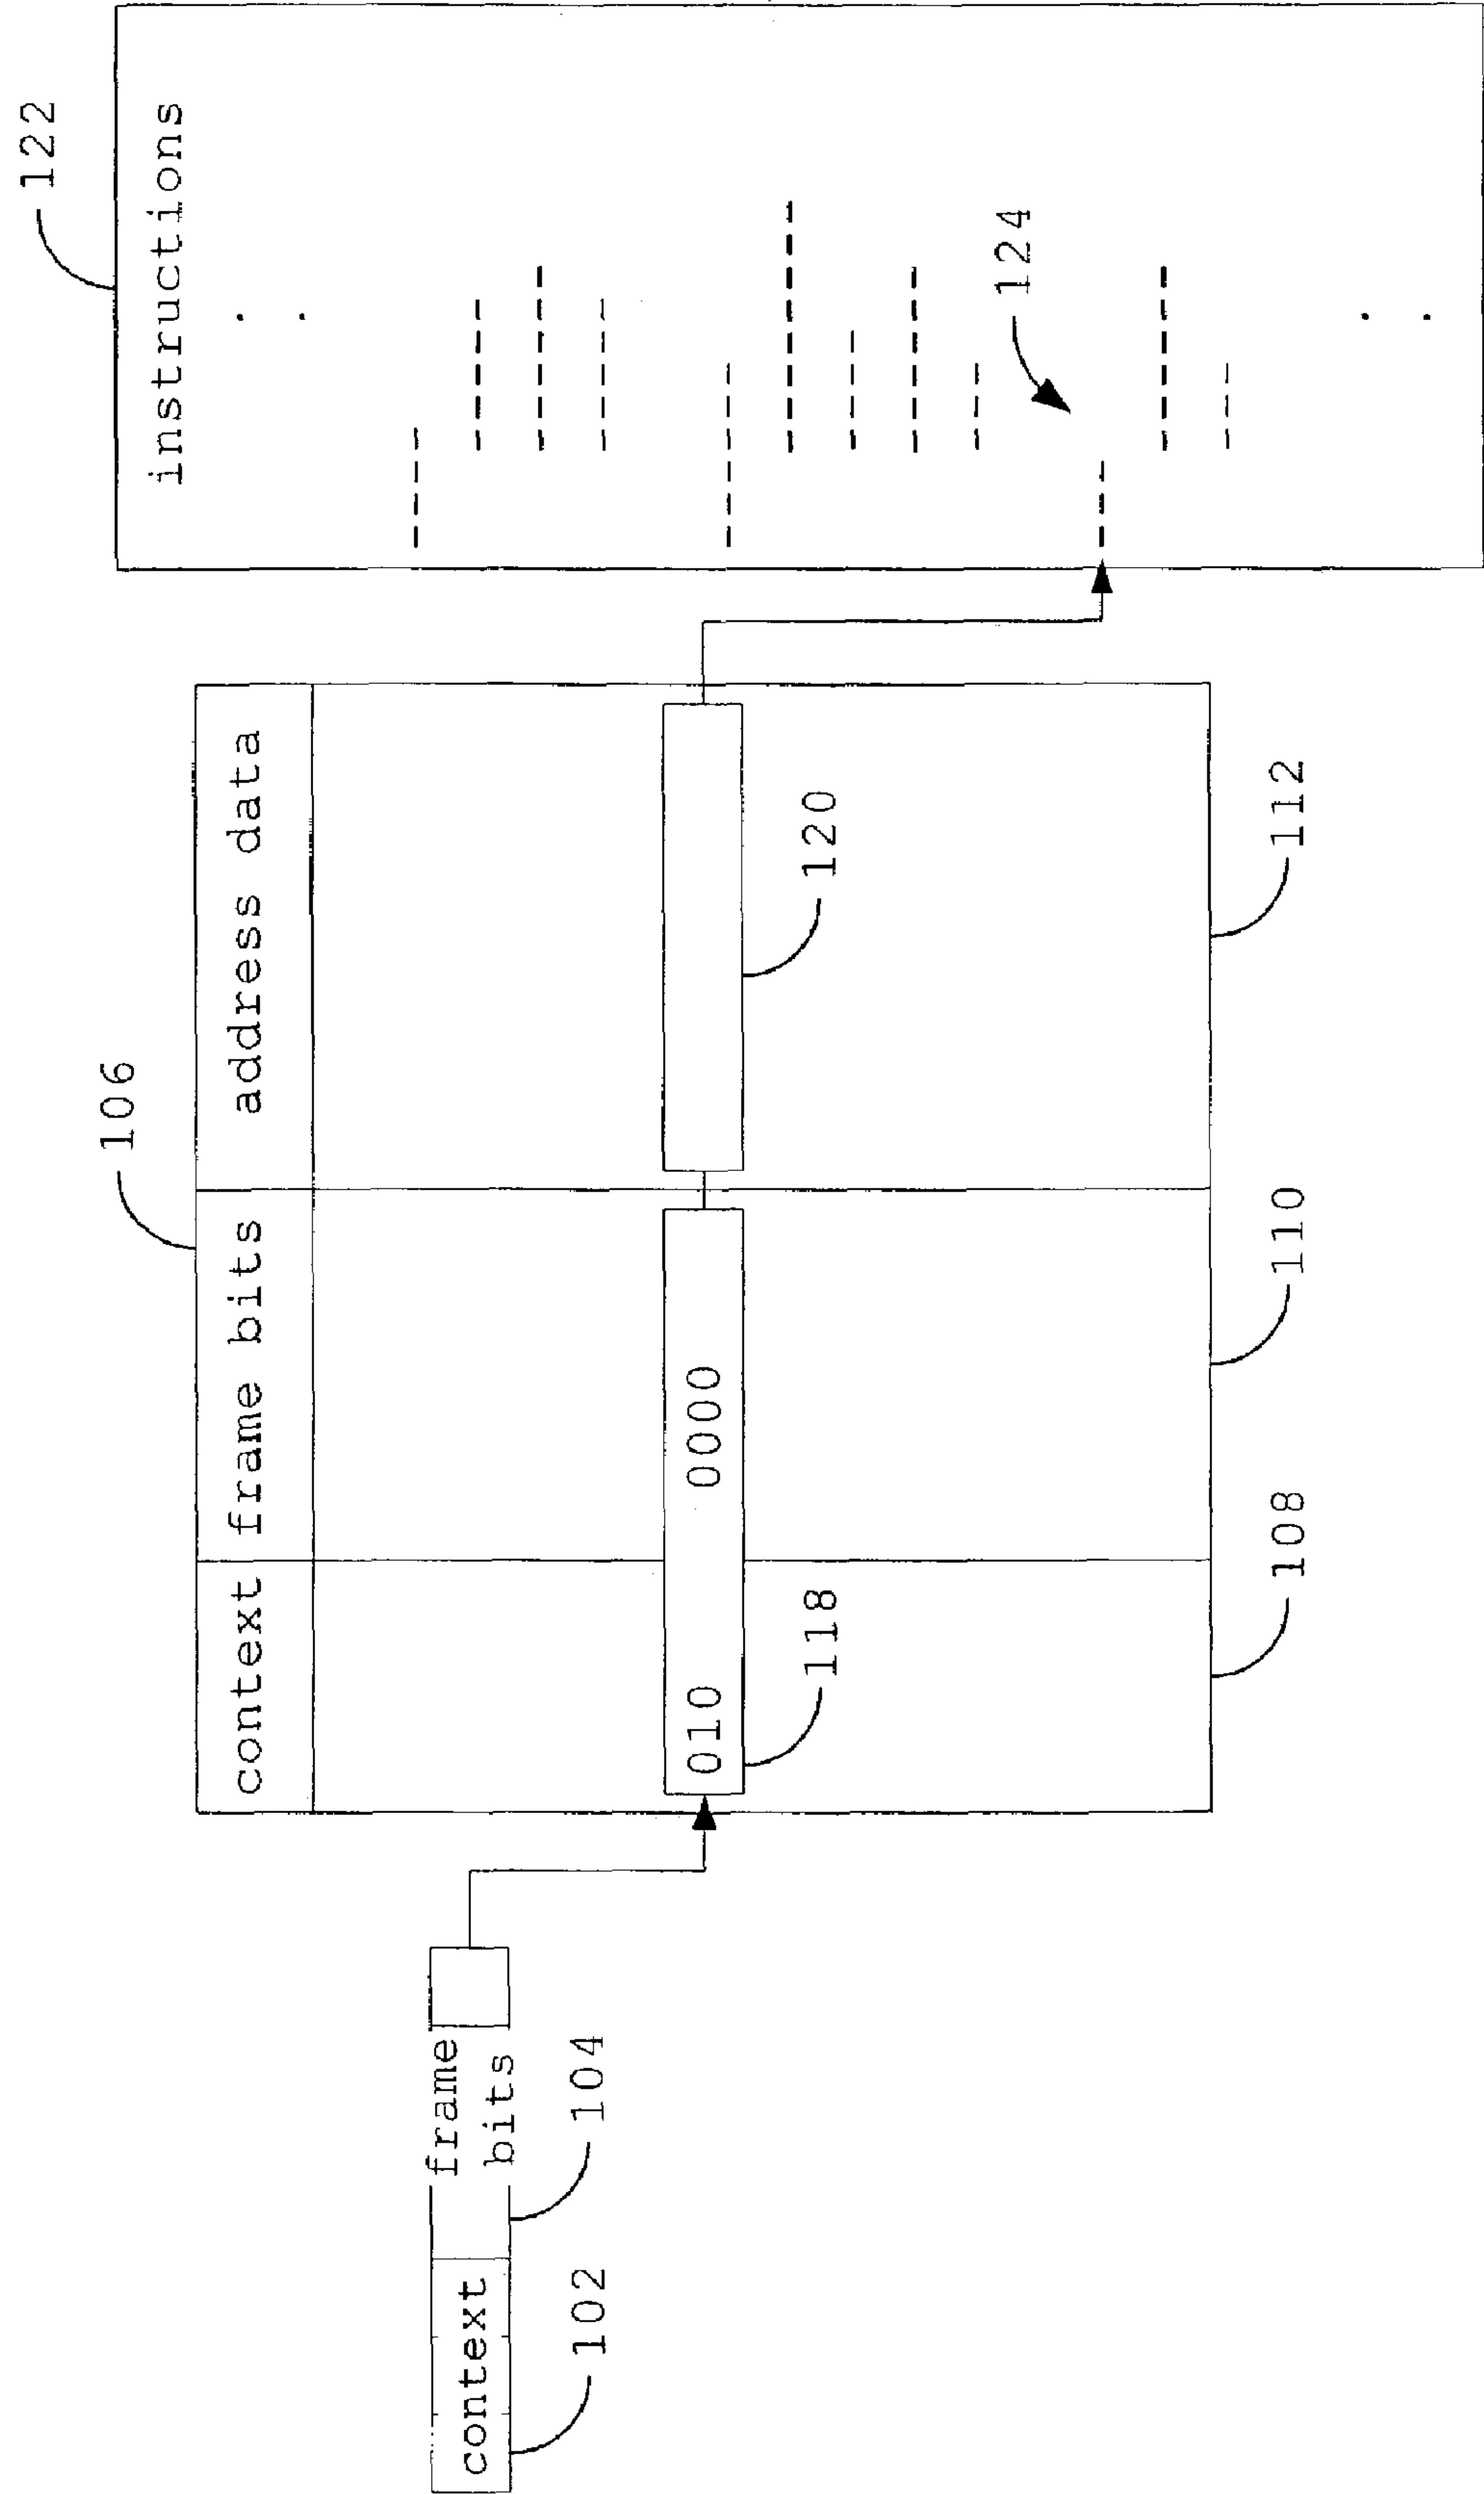 122
instructions
124
106
context frame bits address data
010 0000
118
120
108
110
112
context
frame
bits
102
104